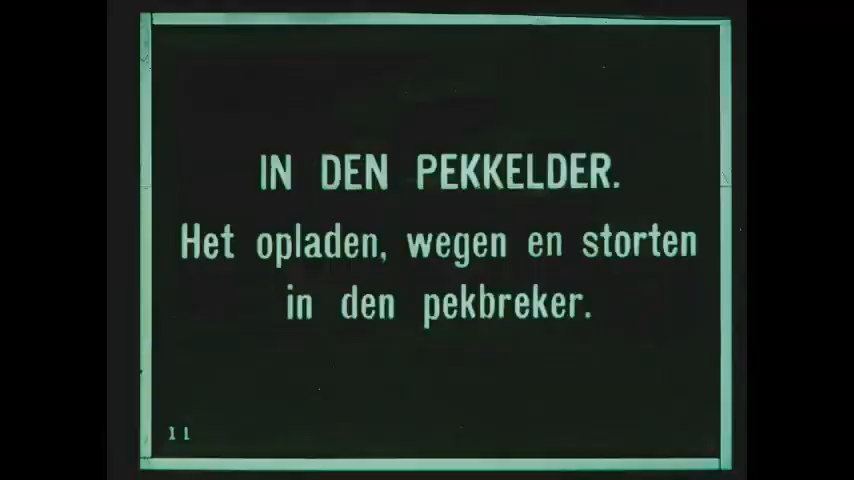 IN DEN PEKKELDER.
Het opladen, wegen en storten
in den pekbreker.
11